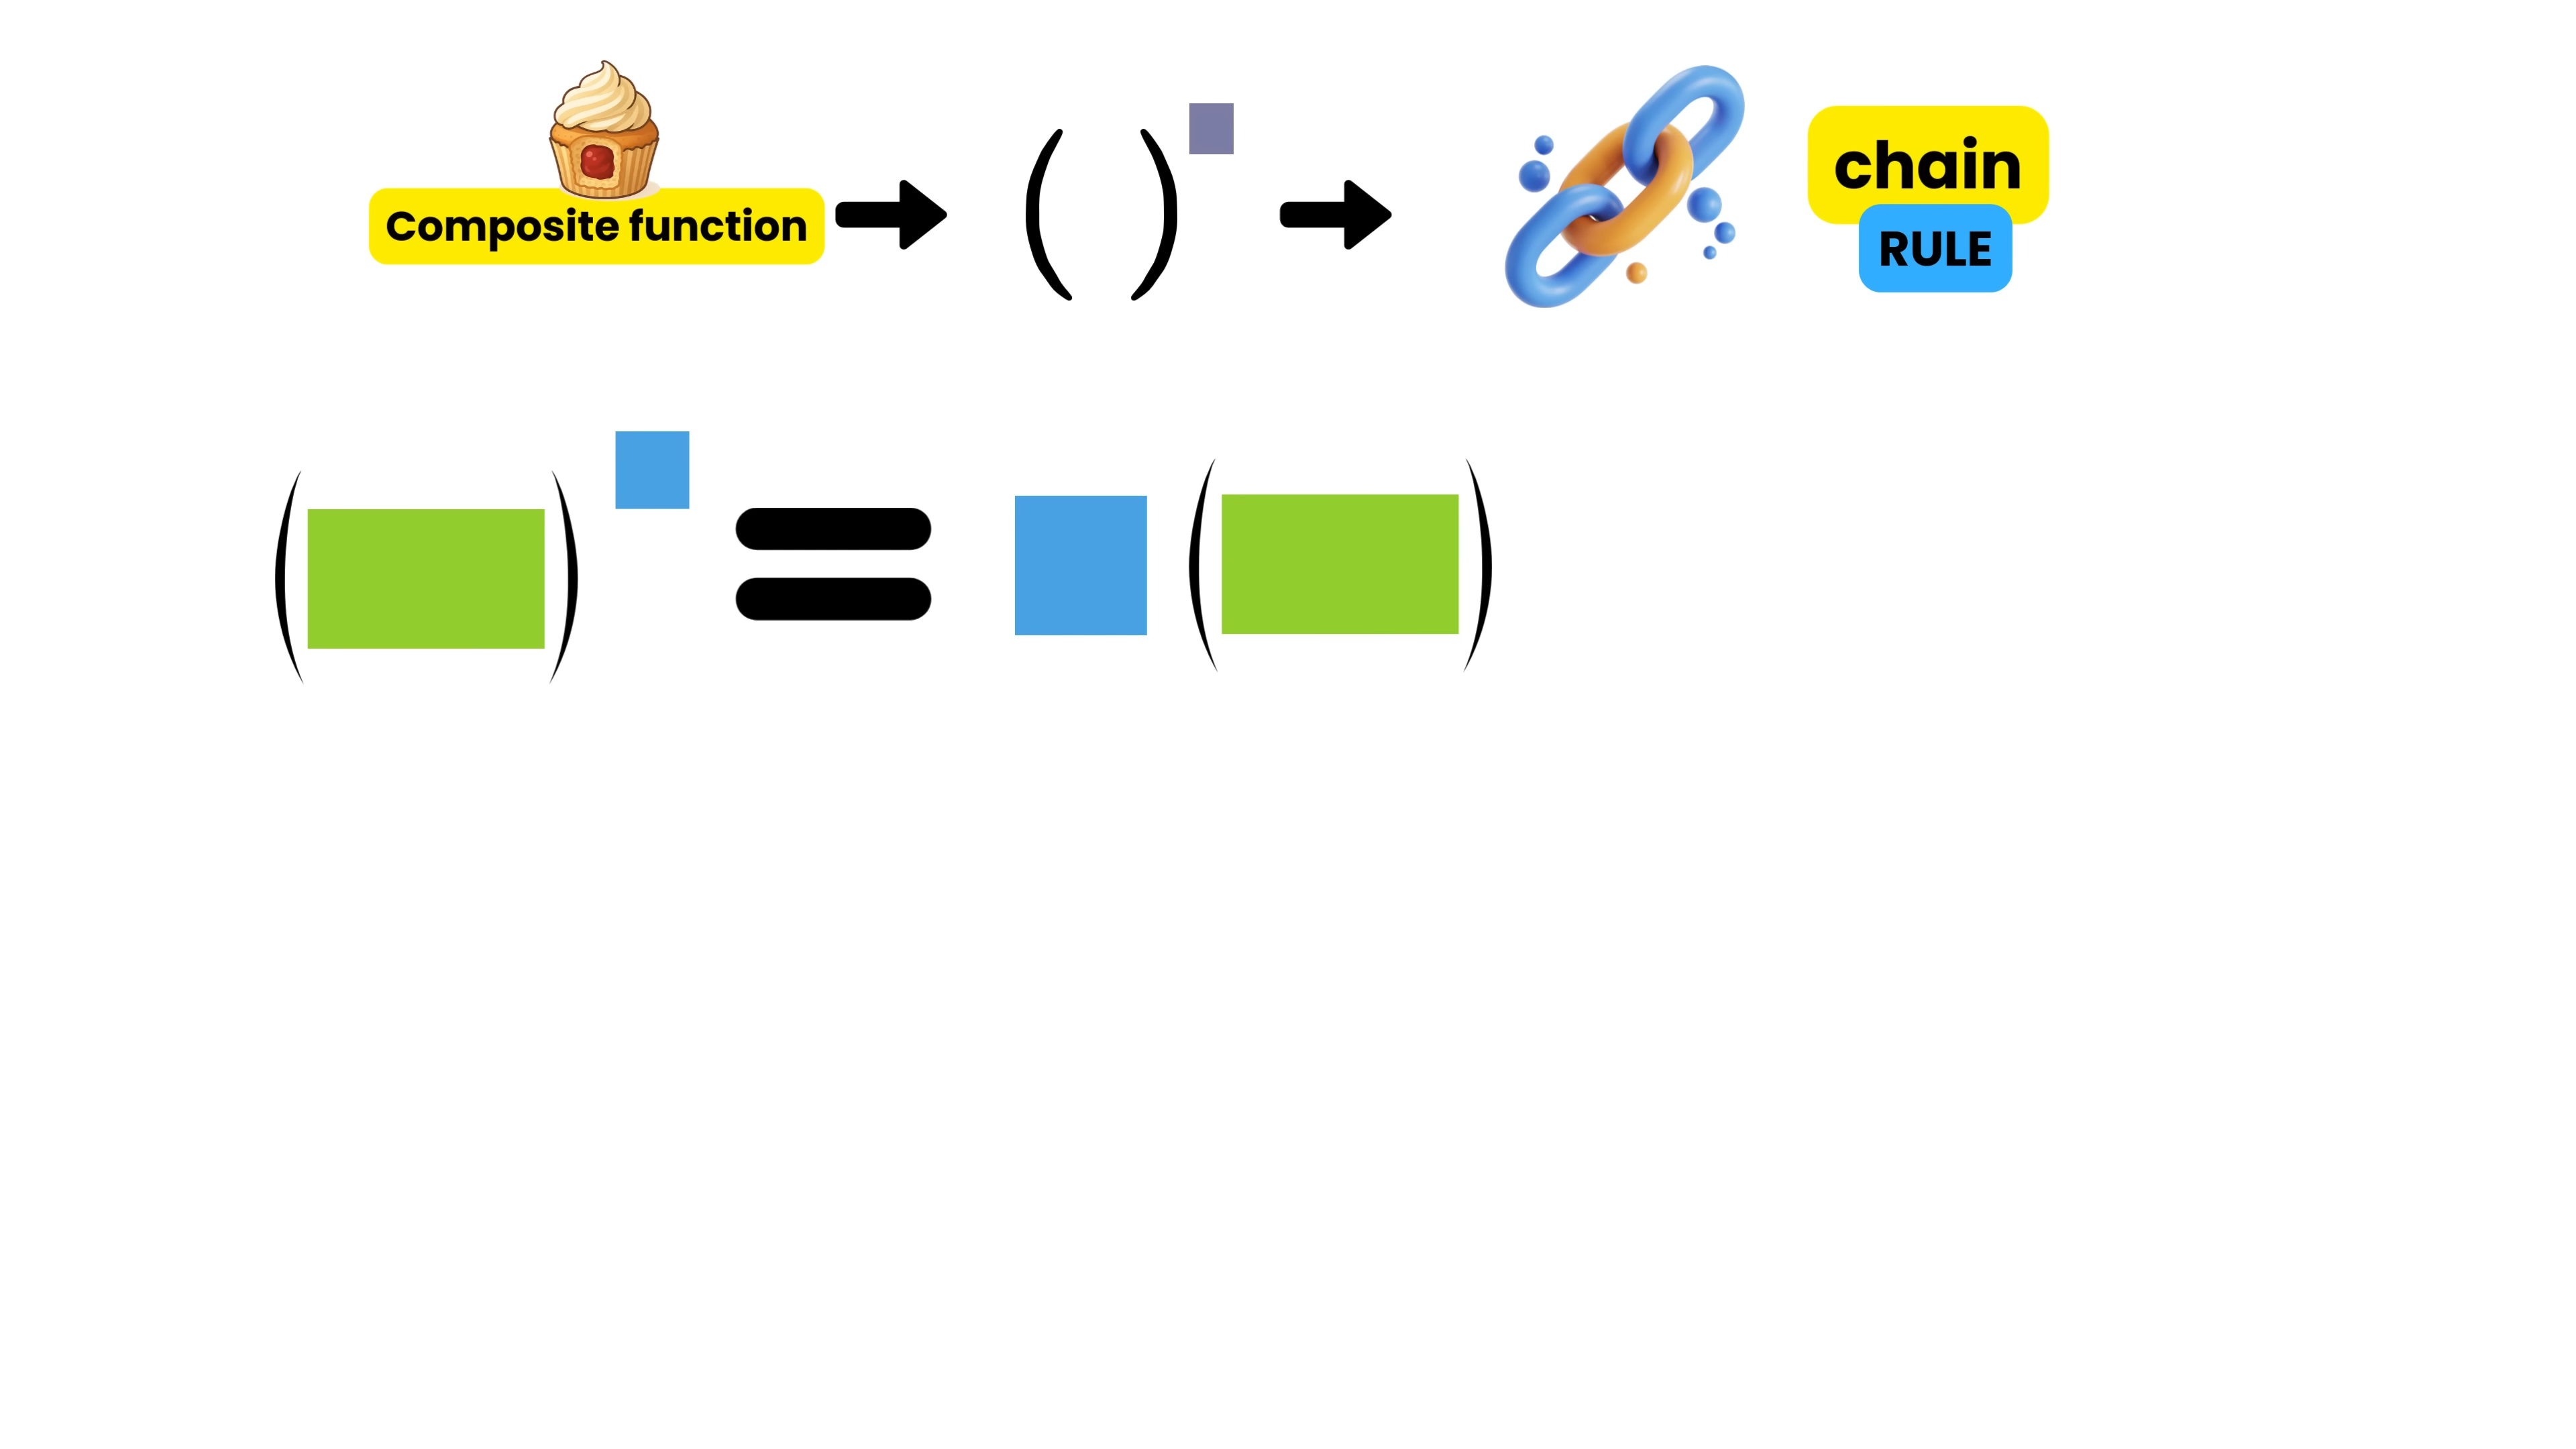 Composite function
( )
chain
RULE
( ) = ( )